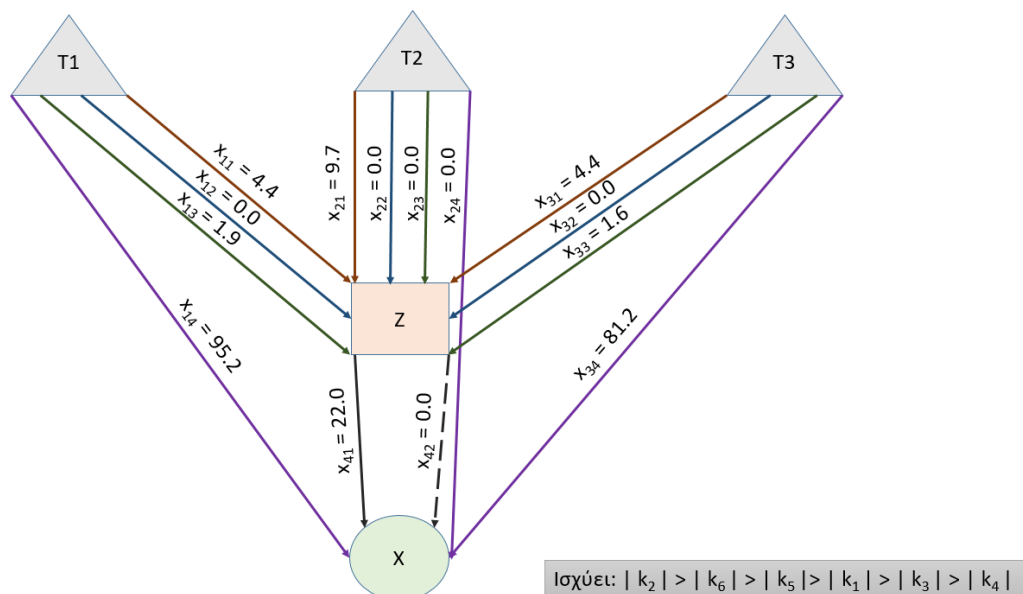 T1
T2
T3
x11 = 4.4
x12 = 0.0
x13 = 1.9
x14 = 95.2
x21 = 9.7
x22 = 0.0
x23 = 0.0
x24 = 0.0
x31 = 4.4
x32 = 0.0
x33 = 1.6
x34 = 81.2
Z
x41 = 22.0
x42 = 0.0
X
Ισχύει: | k2 | > | k6 | > | k5 |> | k1 | > | k3 | > | k4 |